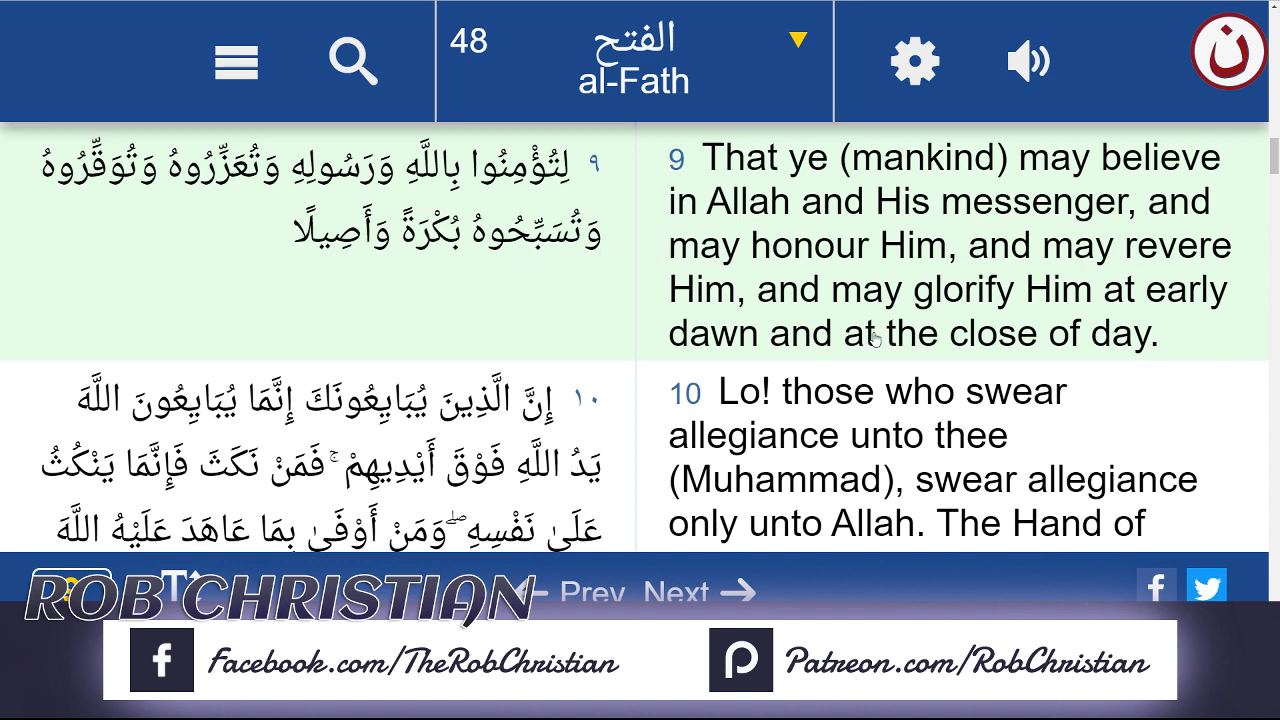 48
الفتح
al-Fath
ن
٩ لِتُؤْمِنُوا بِاللَّهِ وَرَسُولِهِ وَتُعَزِّرُوهُ وَتُوَقِّرُوهُ
وَتُسَبِّحُوهُ بُكْرَةً وَأَصِيلًا
9 That ye (mankind) may believe
in Allah and His messenger, and
may honour Him, and may revere
Him, and may glorify Him at early
dawn and at the close of day.
١٠ إِنَّ الَّذِينَ يُبَايِعُونَكَ إِنَّمَا يُبَايِعُونَ اللَّهَ
يَدُ اللَّهِ فَوْقَ أَيْدِيهِمْ ۚ فَمَنْ نَكَثَ فَإِنَّمَا يَنْكُثُ
عَلَىٰ نَفْسِهِ ۖ وَمَنْ أَوْفَىٰ بِمَا عَاهَدَ عَلَيْهُ اللَّهَ
10 Lo! those who swear
allegiance unto thee
(Muhammad), swear allegiance
only unto Allah. The Hand of
T
← Prev Next →
f
ROB CHRISTIAN
f Facebook.com/TheRobChristian
Patreon.com/RobChristian